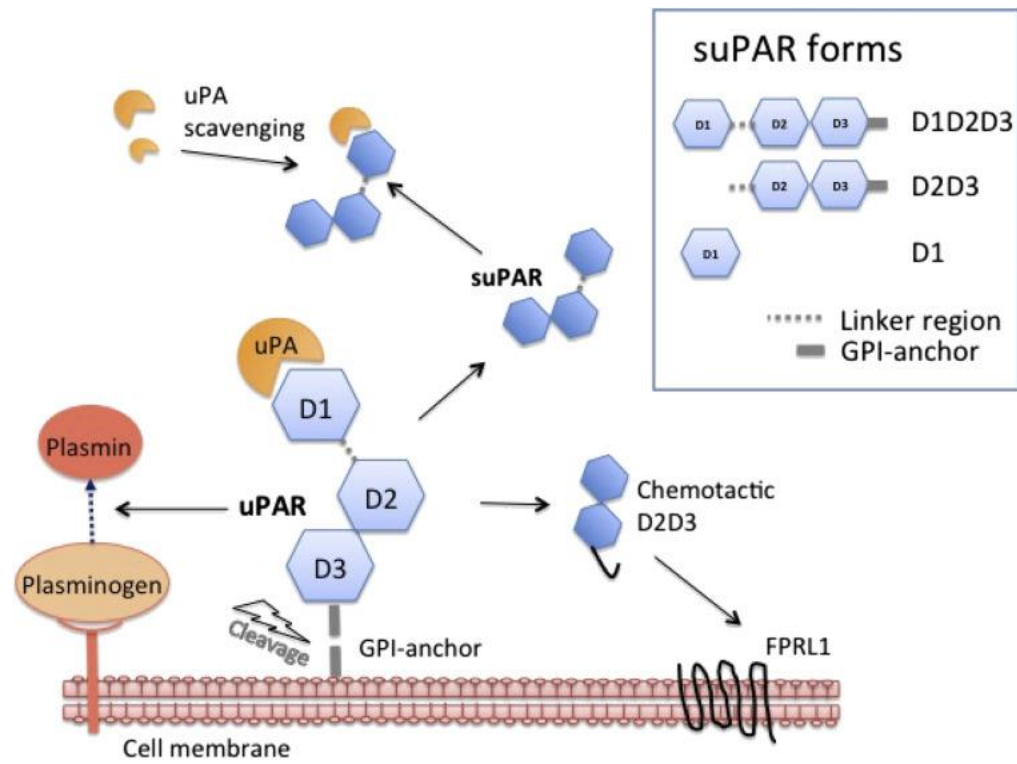 suPAR forms
D1
D2
D3
D1D2D3
D2
D3
D2D3
D1
D1
Linker region
GPI-anchor
uPA
scavenging
suPAR
uPA
D1
Plasmin
uPAR
D2
Chemotactic
D2D3
Plasminogen
D3
Cleavage
GPI-anchor
FPRL1
Cell membrane